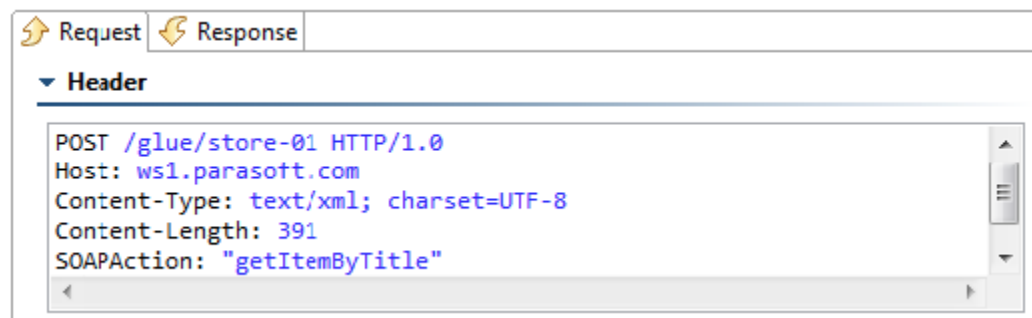 Request Response
Header
POST /glue/store-01 HTTP/1.0
Host: ws1.parasoft.com
Content-Type: text/xml; charset=UTF-8
Content-Length: 391
SOAPAction: "getItemByTitle"